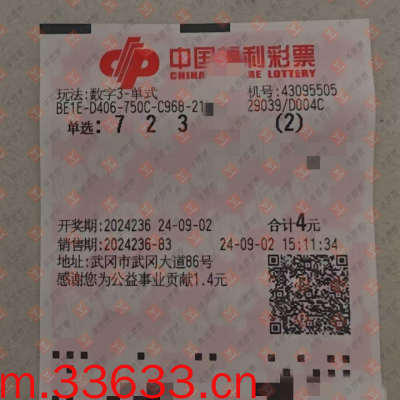 中国福利彩票
CHINA RE LOTTERY
玩法:数字3-单式 机号:43095505
BE1E-D406-750C-C968-21 29039/D004C
单选: 7 2 3 (2)
开奖期:2024236 24-09-02 合计4元
销售期:2024236-83 24-09-02 15:11:34
地址:武冈市武冈大道86号
感谢您为公益事业贡献1.4元
m.33633.cn